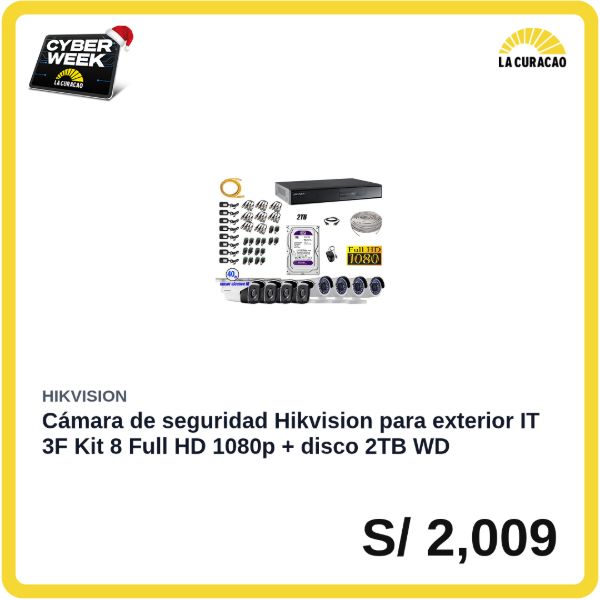 CYBER
WEEK
LA CURACAO
LA CURACAO
2TB
Full HD
1080
40
HIKVISION
Cámara de seguridad Hikvision para exterior IT
3F Kit 8 Full HD 1080p + disco 2TB WD
S/ 2,009